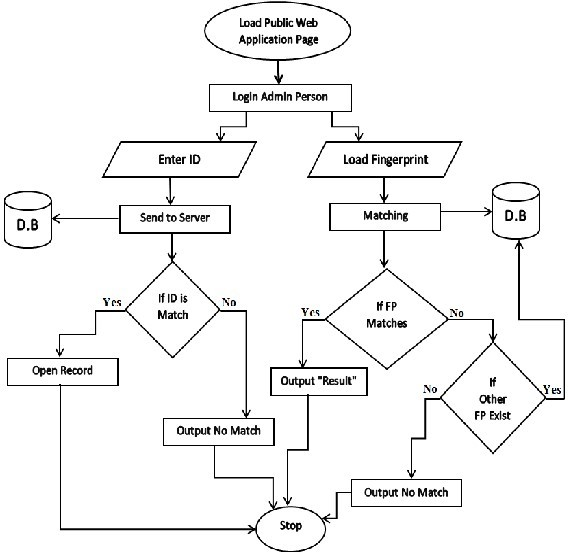 Load Public Web
Application Page
Login Admin Person
Enter ID
Load Fingerprint
D.B
Send to Server
Matching
D.B
If ID is
Match
Yes
No
If FP
Matches
Yes
No
Open Record
Output "Result"
If
Other
FP Exist
No
Yes
Output No Match
Output No Match
Stop